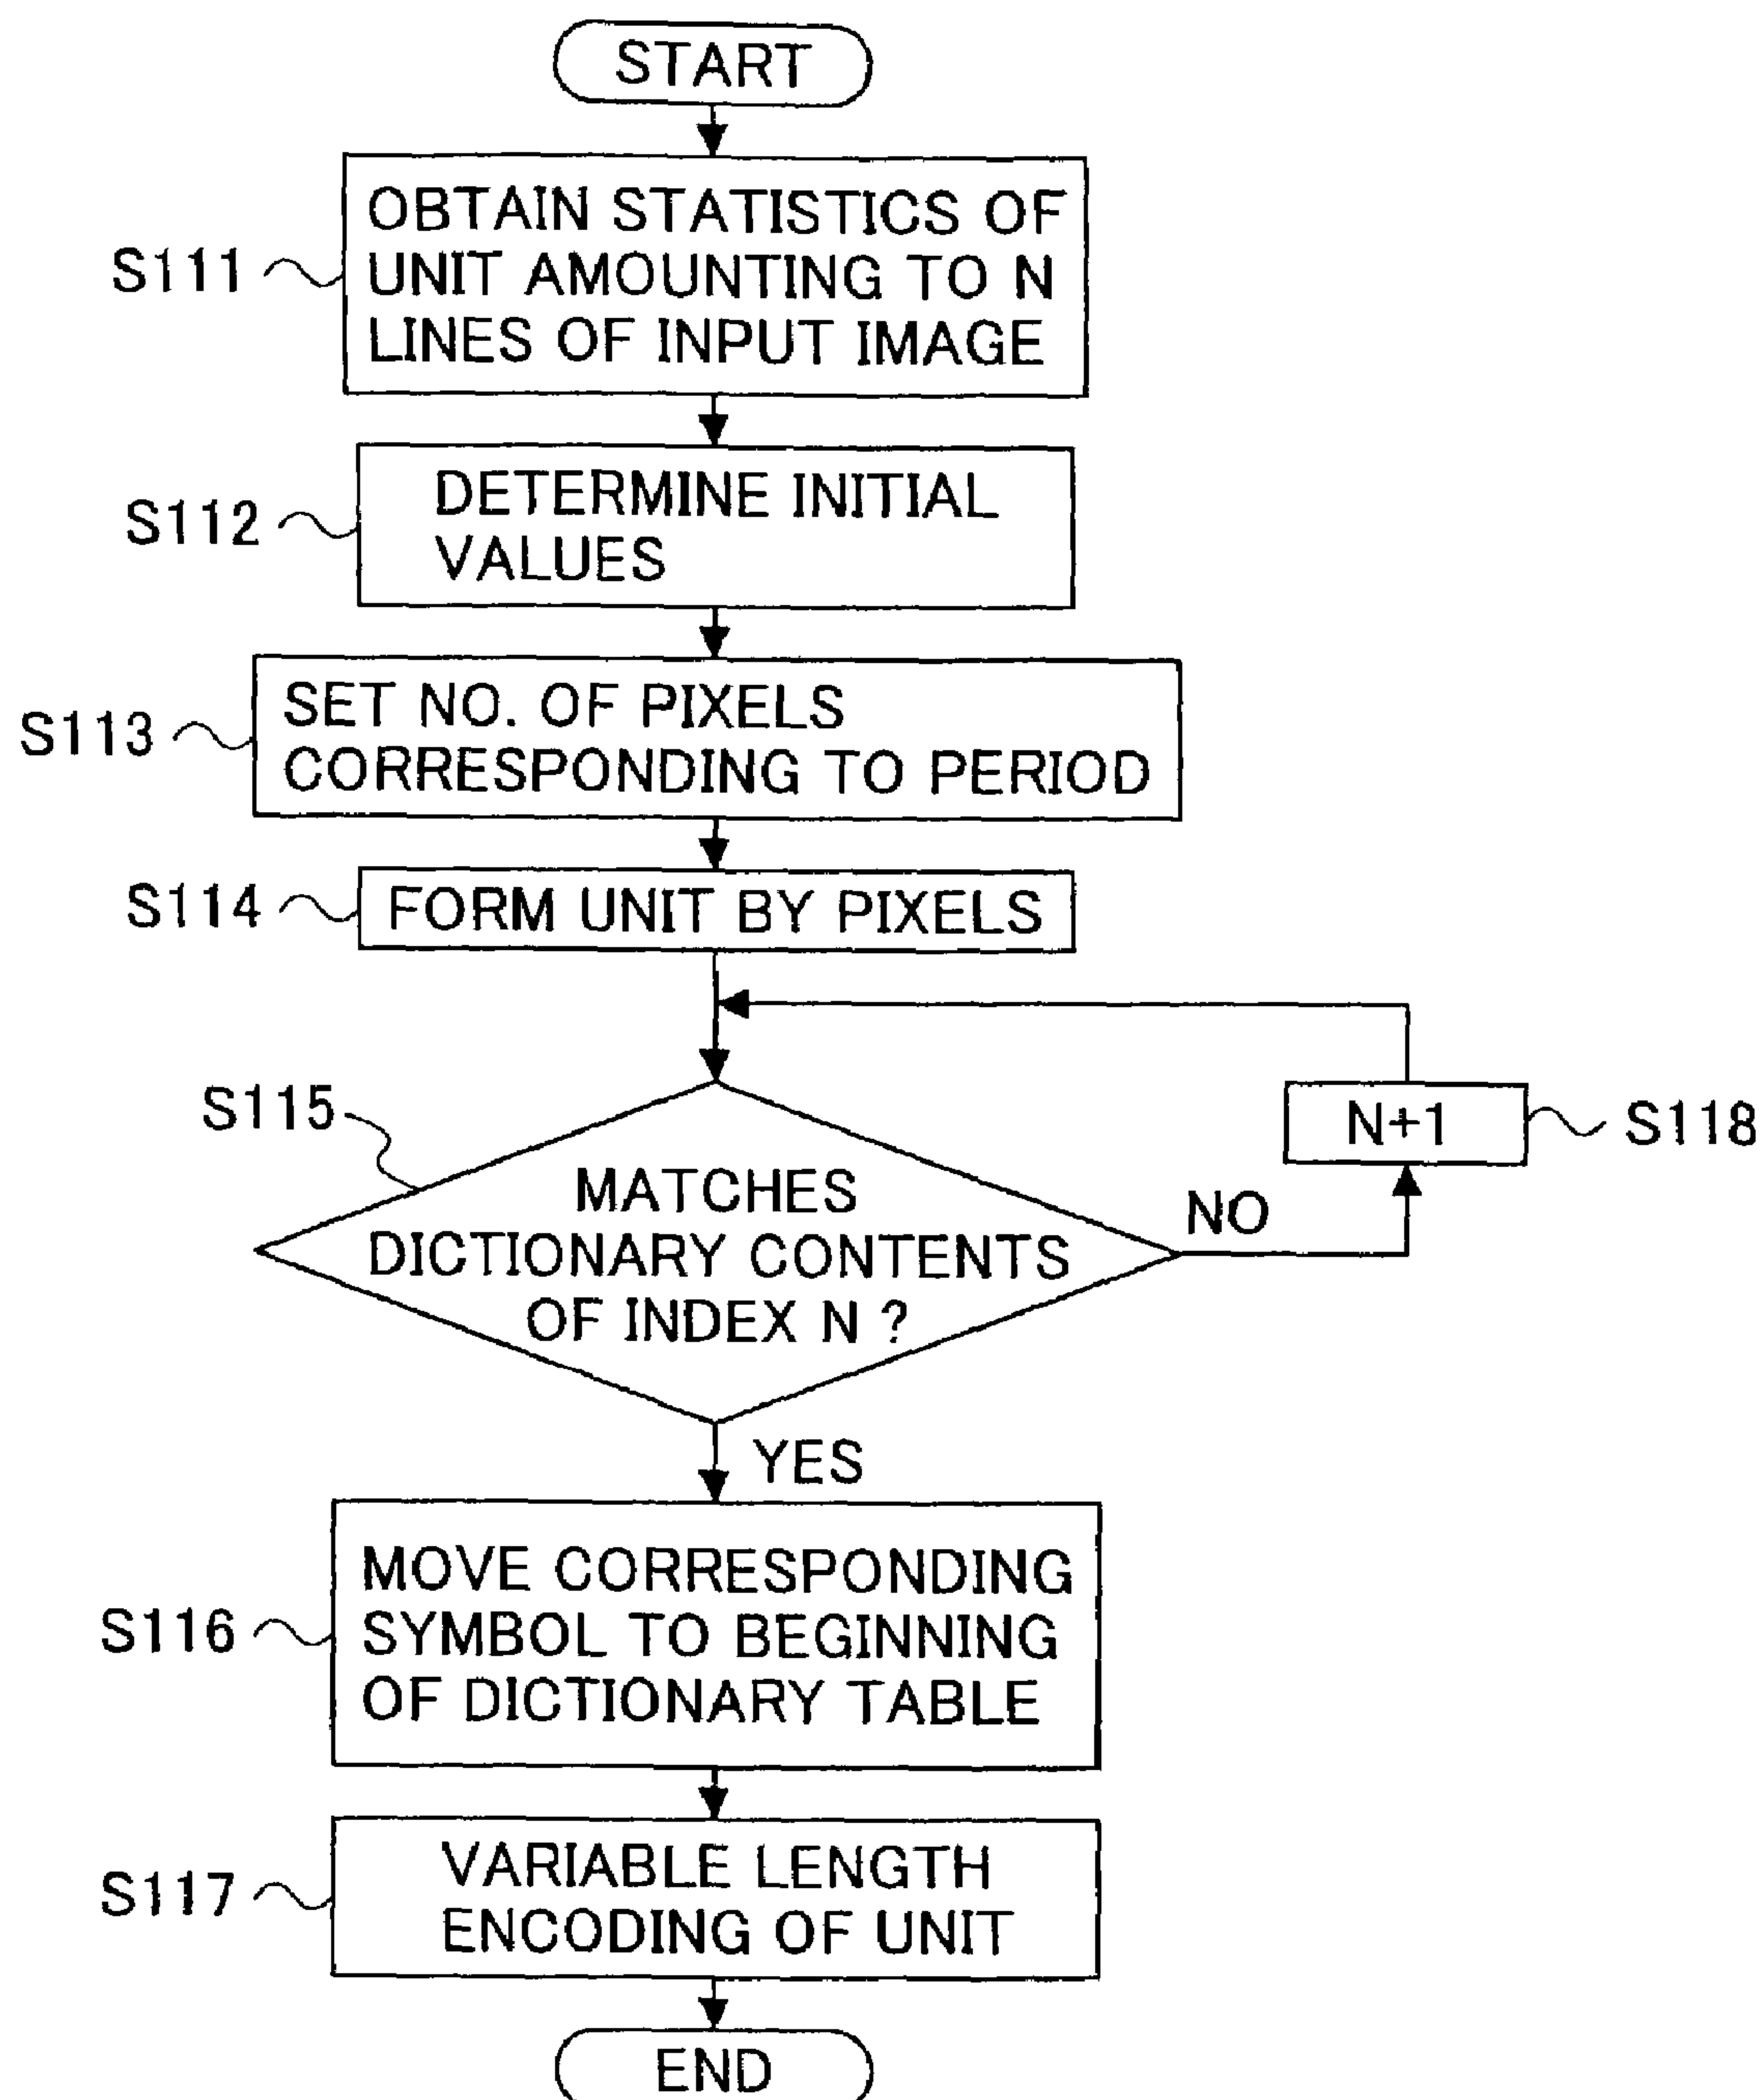 START
S111
OBTAIN STATISTICS OF
UNIT AMOUNTING TO N
LINES OF INPUT IMAGE
S112
DETERMINE INITIAL
VALUES
S113
SET NO. OF PIXELS
CORRESPONDING TO PERIOD
S114
FORM UNIT BY PIXELS
S115
MATCHES
DICTIONARY CONTENTS
OF INDEX N ?
NO
N+1
S118
YES
S116
MOVE CORRESPONDING
SYMBOL TO BEGINNING
OF DICTIONARY TABLE
S117
VARIABLE LENGTH
ENCODING OF UNIT
END